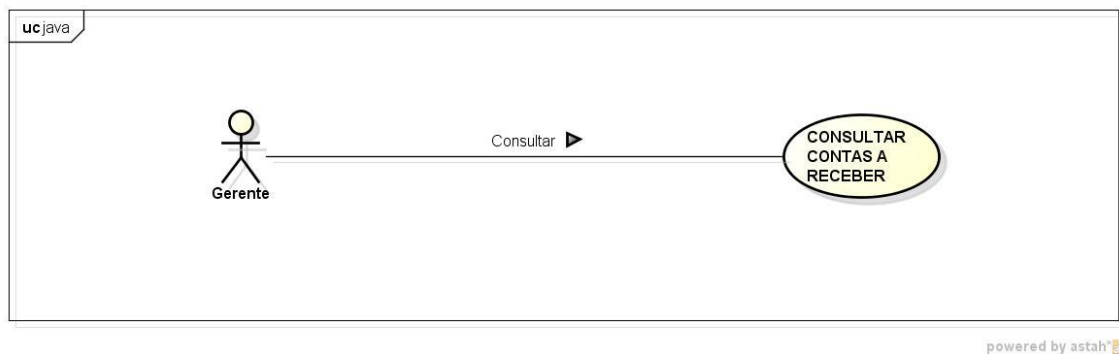 uc java
Consultar
CONSULTAR
CONTAS A
RECEBER
Gerente
powered by astah*